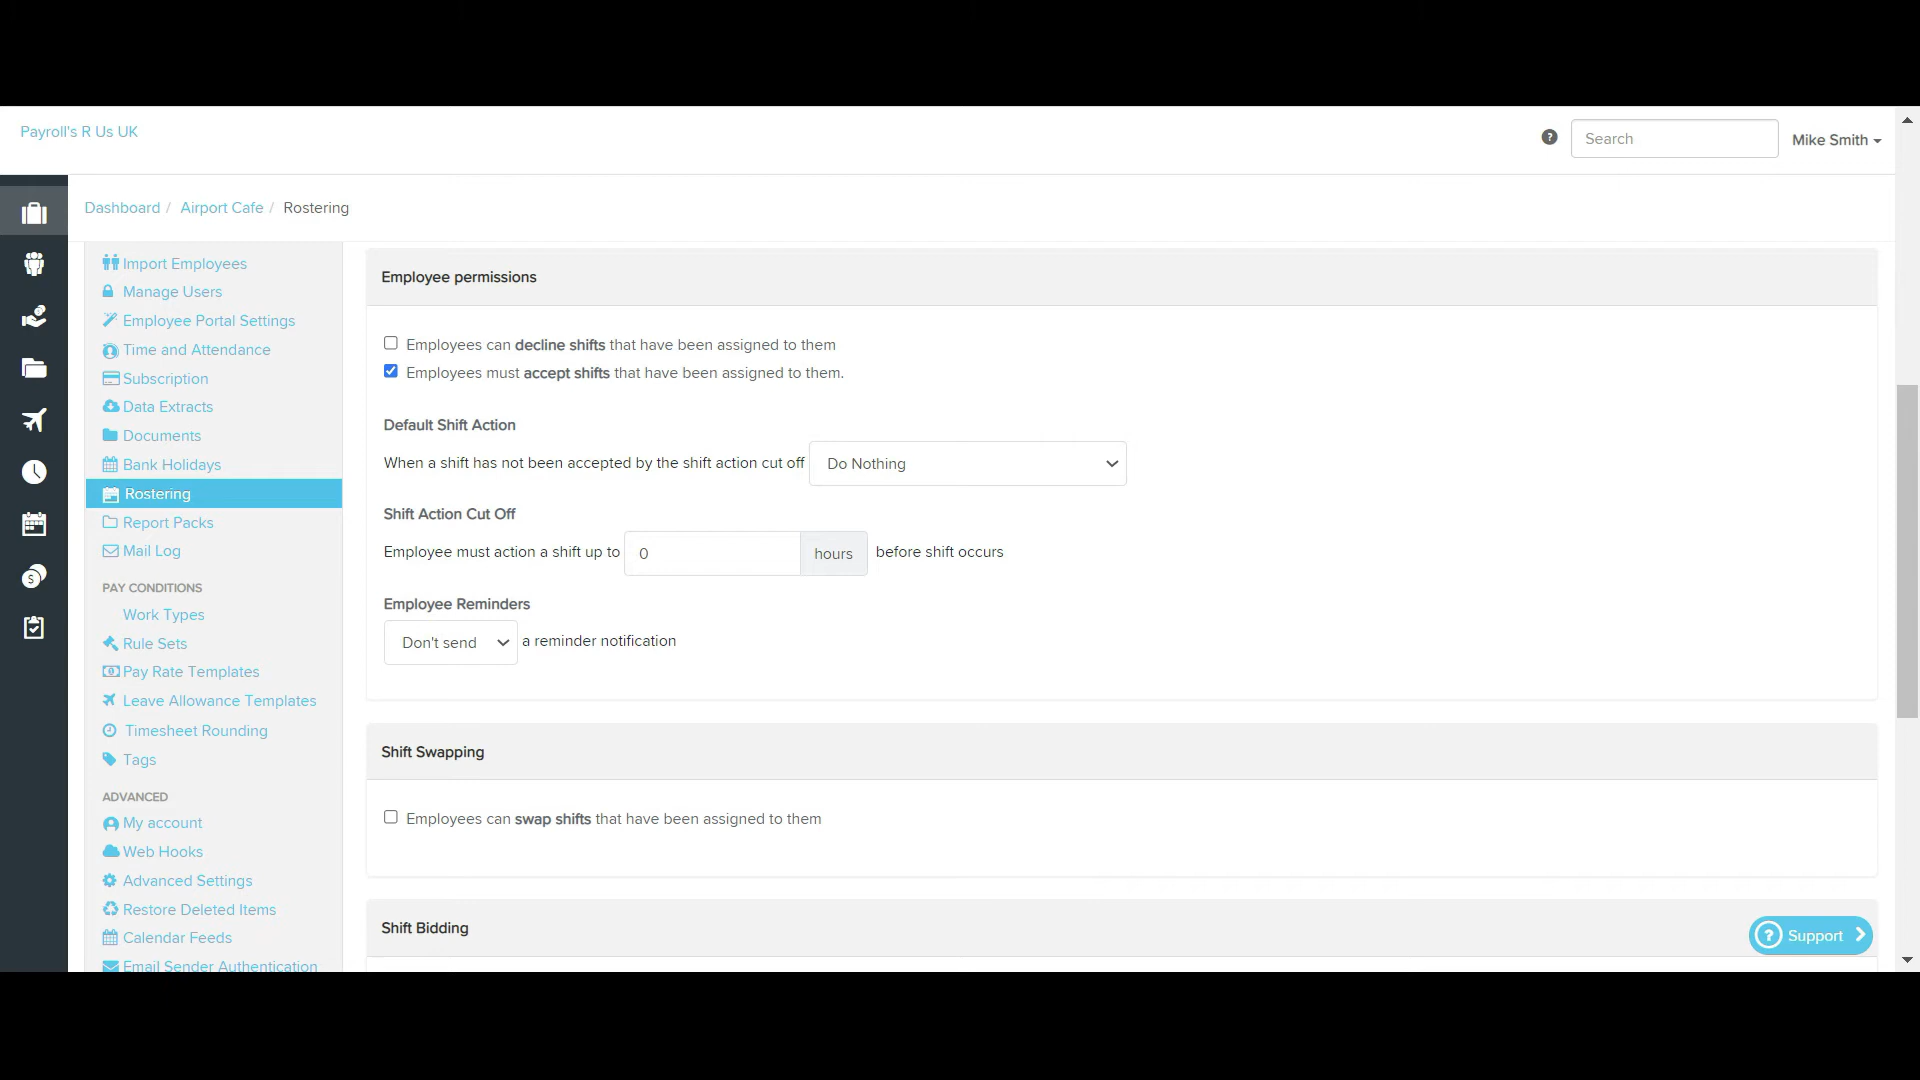 Payroll's R Us UK
Search
Mike Smith
Dashboard / Airport Cafe / Rostering
Import Employees
Manage Users
Employee Portal Settings
Time and Attendance
Subscription
Data Extracts
Documents
Bank Holidays
Rostering
Report Packs
Mail Log
PAY CONDITIONS
Work Types
Rule Sets
Pay Rate Templates
Leave Allowance Templates
Timesheet Rounding
Tags
ADVANCED
My account
Web Hooks
Advanced Settings
Restore Deleted Items
Calendar Feeds
Email Sender Authentication
Employee permissions
Employees can decline shifts that have been assigned to them
Employees must accept shifts that have been assigned to them.
Default Shift Action
When a shift has not been accepted by the shift action cut off Do Nothing
Shift Action Cut Off
Employee must action a shift up to 0 hours before shift occurs
Employee Reminders
Don't send a reminder notification
Shift Swapping
Employees can swap shifts that have been assigned to them
Shift Bidding
? Support